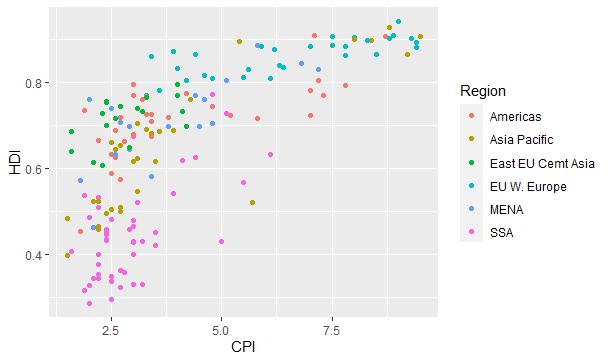 0.8
0.6
0.4
HDI
2.5 5.0 7.5
CPI
Region
Americas
Asia Pacific
East EU Cemt Asia
EU W. Europe
MENA
SSA